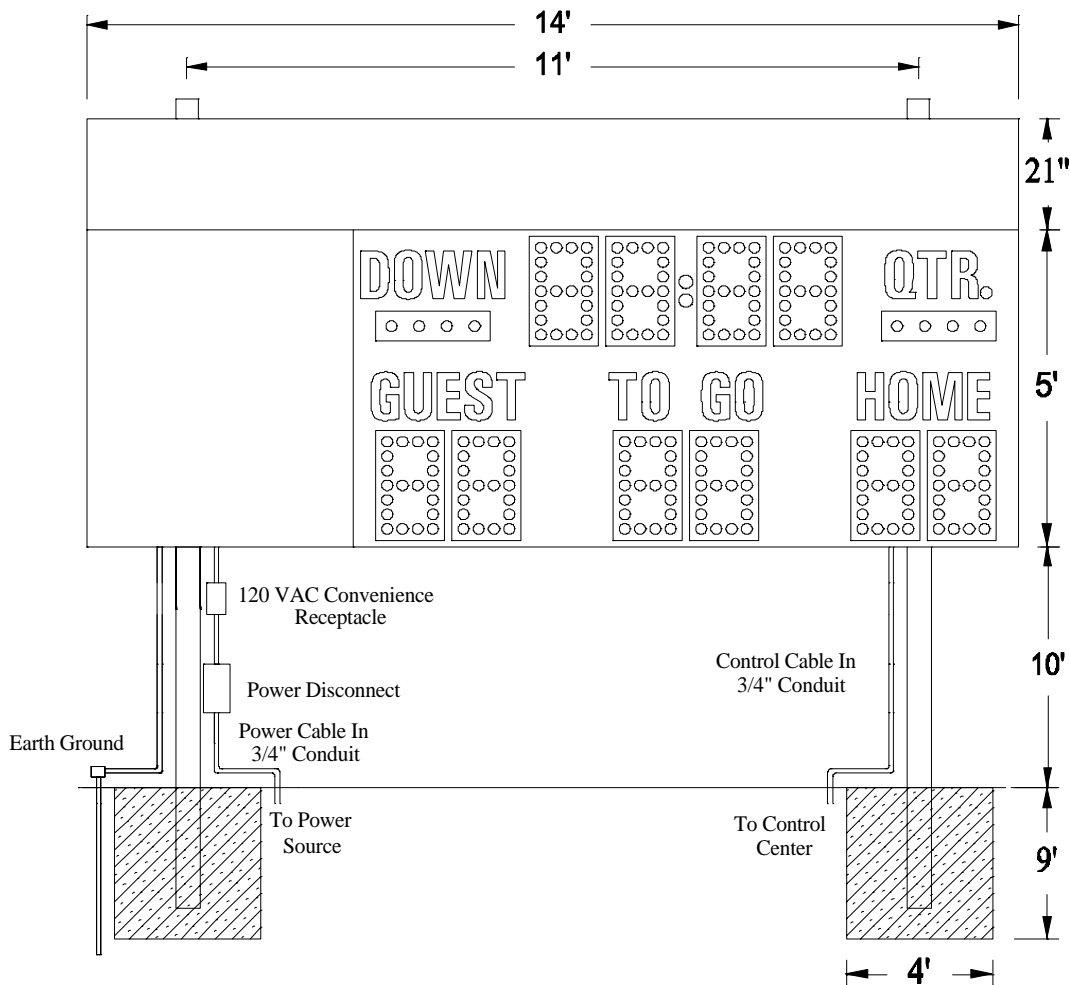 14'
11'
21"
DOWN
QTR.
5'
GUEST TO GO HOME
120 VAC Convenience
Receptacle
Control Cable In
3/4" Conduit
10'
Power Disconnect
Power Cable In
3/4" Conduit
Earth Ground
To Power
Source
To Control
Center
9'
4'